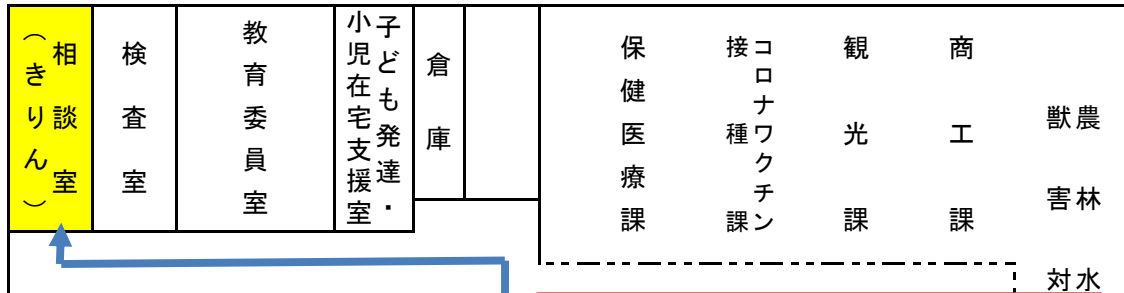 相談室
（きりん）
検査室
教育委員室
子ども発達・
小児在宅支援室
倉庫
保健医療課
コロナワクチン
接種課
観光課
商工課
農林水
獣害対